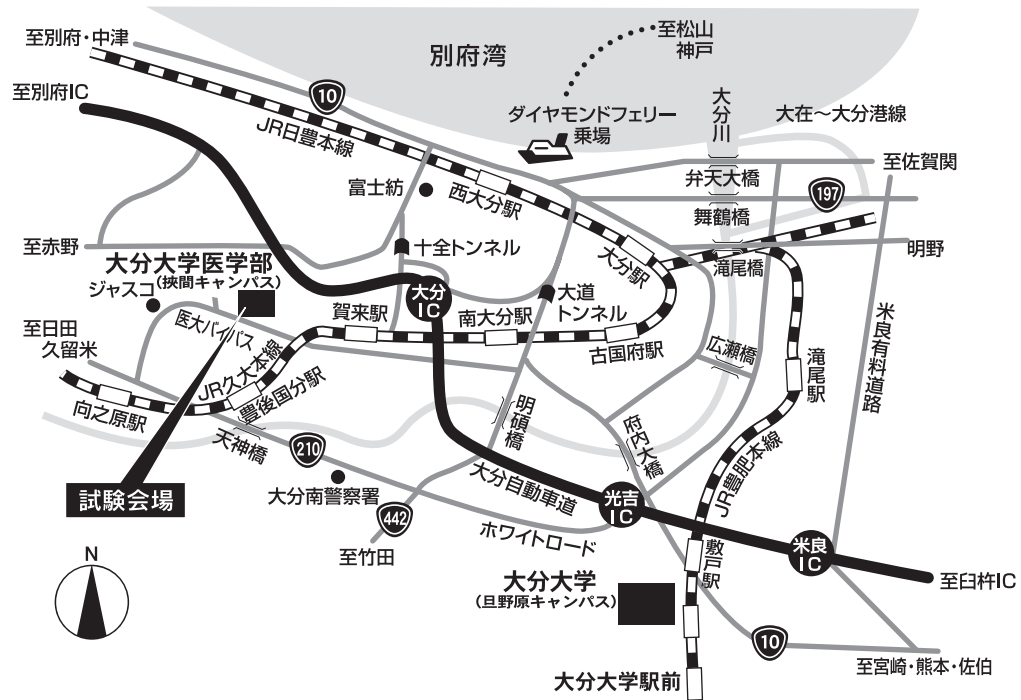 至別府・中津
至別府IC
10
JR日豊本線
別府湾
至松山
神戸
ダイヤモンドフェリー
乗場
大分川
大在〜大分港線
至佐賀関
弁天大橋
197
舞鶴橋
富士紡
西大分駅
至赤野
十全トンネル
大分駅
滝尾橋
明野
大分大学医学部
(挾間キャンパス)
ジャスコ
大分
IC
賀来駅
南大分駅
大道
トンネル
古国府駅
医大バイパス
至日田
久留米
JR久大本線
豊後国分駅
向之原駅
天神橋
広瀬橋
滝尾駅
米良有料道路
明磧橋
府内大橋
JR豊肥本線
210
大分南警察署
大分自動車道
光吉
IC
試験会場
442
至竹田
ホワイトロード
敷戸駅
米良
IC
至臼杵IC
N
大分大学
(旦野原キャンパス)
10
大分大学駅前
至宮崎・熊本・佐伯